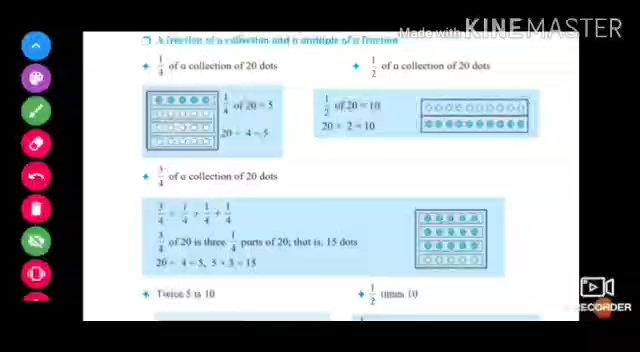 Made with KINEMASTER
A fraction of a collection and a multiple of a fraction
1/4 of a collection of 20 dots
1/2 of a collection of 20 dots
1/4 of 20 = 5
20 ÷ 4 = 5
1/2 of 20 = 10
20 ÷ 2 = 10
3/4 of a collection of 20 dots
3/4 = 1/4 + 1/4 + 1/4
3/4 of 20 is three 1/4 parts of 20; that is, 15 dots
20 ÷ 4 = 5, 5 × 3 = 15
Twice 5 is 10
1/2 times 10
RECORDER